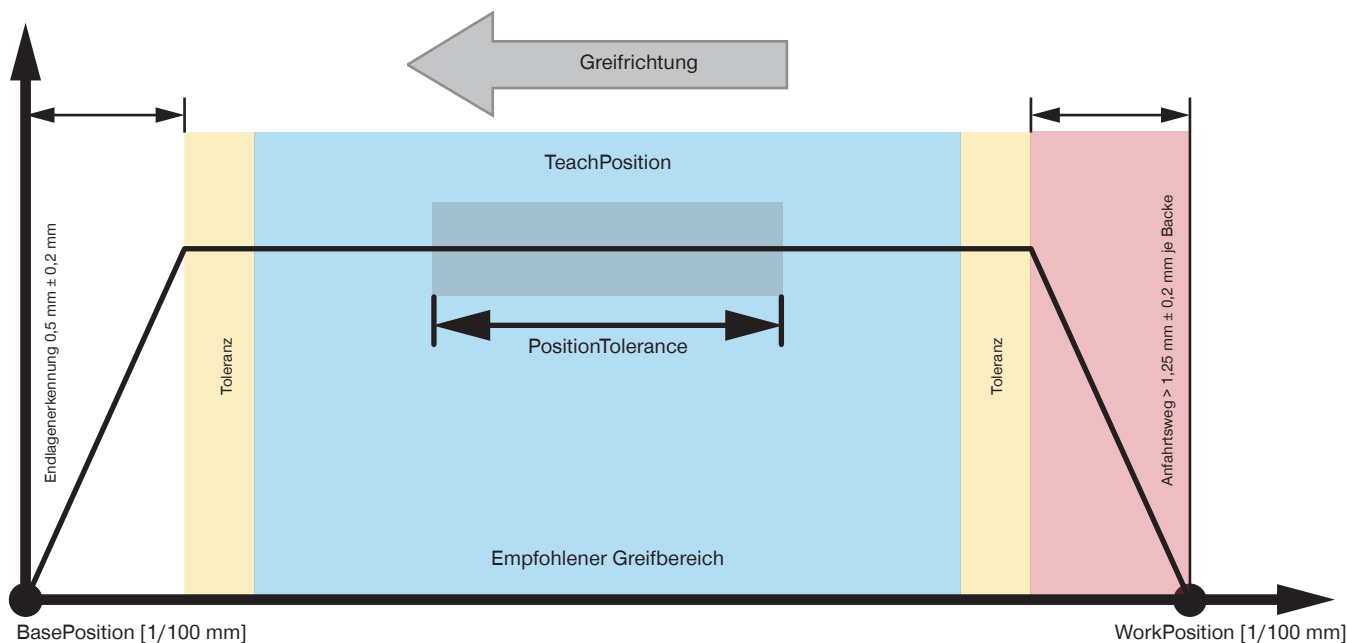 Greifrichtung
TeachPosition
Endlagenerkennung 0,5 mm ± 0,2 mm
Toleranz
PositionTolerance
Toleranz
Anfahrtsweg > 1,25 mm ± 0,2 mm je Backe
Empfohlener Greifbereich
BasePosition [1/100 mm]
WorkPosition [1/100 mm]